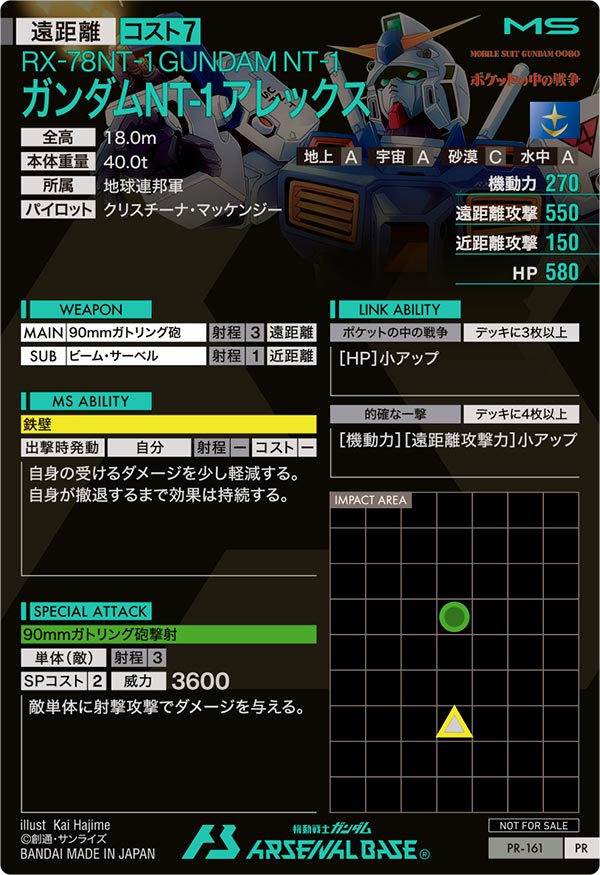 遠距離 コスト7
MS
RX-78NT-1 GUNDAM NT-1
MOBILE SUIT GUNDAM 0080
ガンダムNT-1アレックス
ポケットの中の戦争
全高 18.0m
本体重量 40.0t
所属 地球連邦軍
パイロット クリスチーナ・マッケンジー
地上 A 宇宙 A 砂漠 C 水中 A
機動力 270
遠距離攻撃 550
近距離攻撃 150
HP 580
WEAPON
MAIN 90mmガトリング砲 射程 3 遠距離
SUB ビーム・サーベル 射程 1 近距離
MS ABILITY
鉄壁
出撃時発動 自分 射程 ー コスト ー
自身の受けるダメージを少し軽減する。
自身が撤退するまで効果は持続する。
SPECIAL ATTACK
90mmガトリング砲撃射
単体(敵) 射程 3
SPコスト 2 威力 3600
敵単体に射撃攻撃でダメージを与える。
LINK ABILITY
ポケットの中の戦争 デッキに3枚以上
[HP]小アップ
的確な一撃 デッキに4枚以上
[機動力][遠距離攻撃力]小アップ
IMPACT AREA
illust Kai Hajime
©創通・サンライズ
BANDAI MADE IN JAPAN
機動戦士ガンダム
AB ARSENAL BASE®
NOT FOR SALE
PR-161 PR